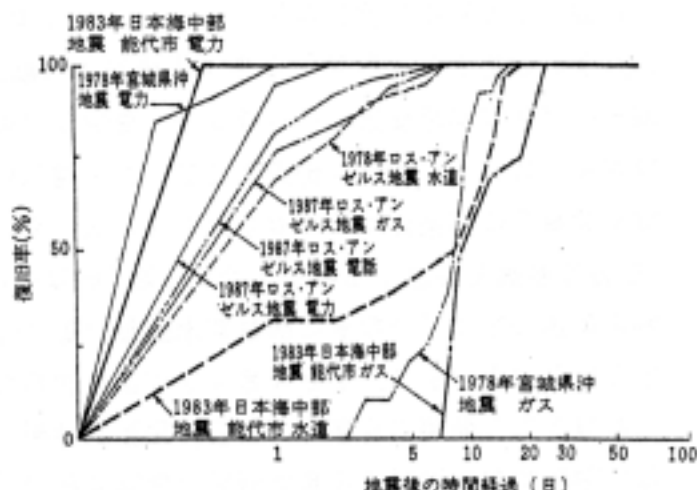 1983年日本海中部
地震 能代市 電力
100
1978年宮城県沖
地震 電力
1978年ロス・アン
ゼルス地震 水道
1987年ロス・アン
ゼルス地震 ガス
50
1987年ロス・アン
ゼルス地震 電話
1987年ロス・アン
ゼルス地震 電力
復旧率(%)
1983年日本海中部
地震 能代市ガス
1978年宮城県沖
地震 ガス
1983年日本海中部
地震 能代市 水道
0
1
5
10
20
30
50
100
地震後の時間経過(日)